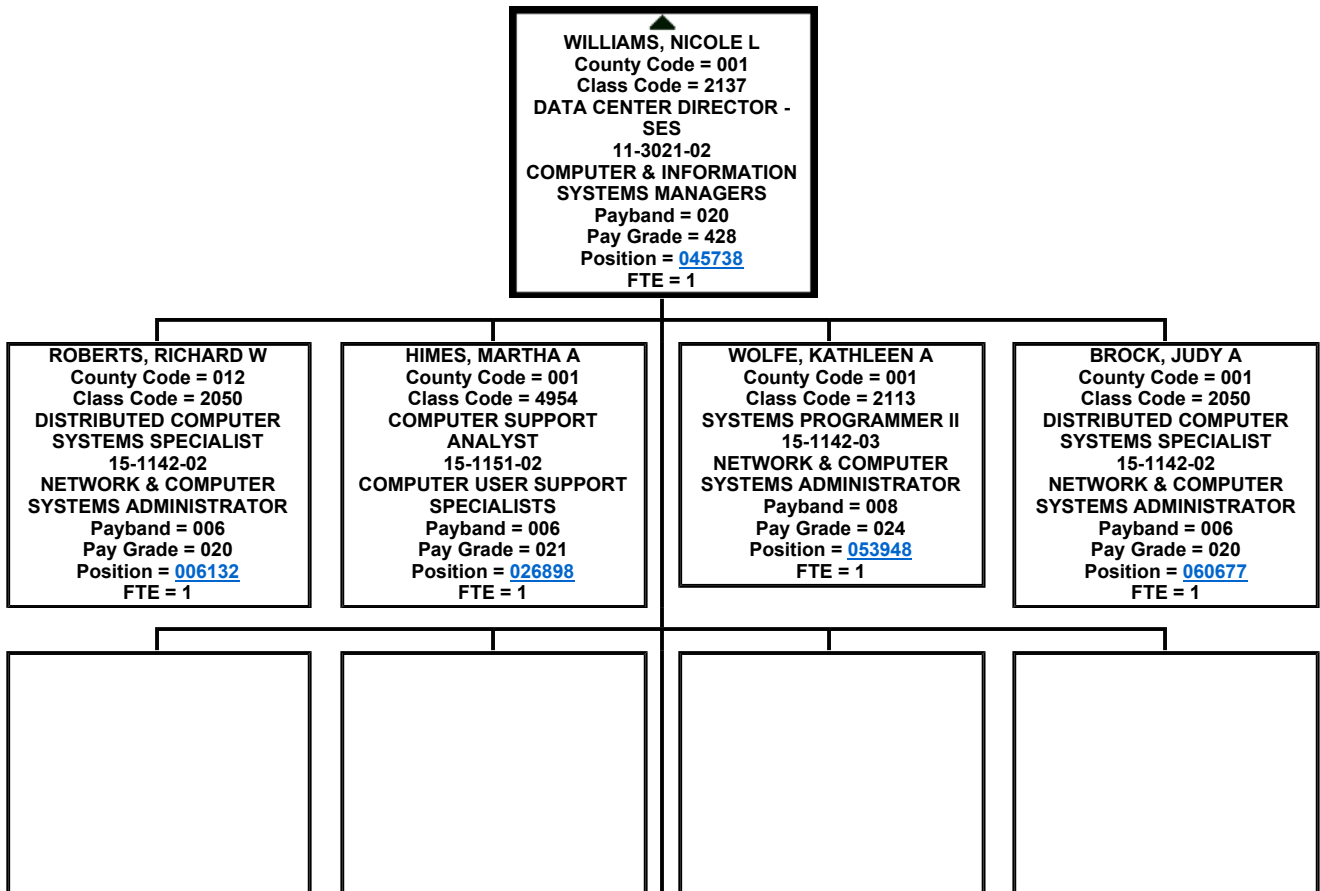 WILLIAMS, NICOLE L
County Code = 001
Class Code = 2137
DATA CENTER DIRECTOR -
SES
11-3021-02
COMPUTER & INFORMATION
SYSTEMS MANAGERS
Payband = 020
Pay Grade = 428
Position = 045738
FTE = 1
ROBERTS, RICHARD W
County Code = 012
Class Code = 2050
DISTRIBUTED COMPUTER
SYSTEMS SPECIALIST
15-1142-02
NETWORK & COMPUTER
SYSTEMS ADMINISTRATOR
Payband = 006
Pay Grade = 020
Position = 006132
FTE = 1
HIMES, MARTHA A
County Code = 001
Class Code = 4954
COMPUTER SUPPORT
ANALYST
15-1151-02
COMPUTER USER SUPPORT
SPECIALISTS
Payband = 006
Pay Grade = 021
Position = 026898
FTE = 1
WOLFE, KATHLEEN A
County Code = 001
Class Code = 2113
SYSTEMS PROGRAMMER II
15-1142-03
NETWORK & COMPUTER
SYSTEMS ADMINISTRATOR
Payband = 008
Pay Grade = 024
Position = 053948
FTE = 1
BROCK, JUDY A
County Code = 001
Class Code = 2050
DISTRIBUTED COMPUTER
SYSTEMS SPECIALIST
15-1142-02
NETWORK & COMPUTER
SYSTEMS ADMINISTRATOR
Payband = 006
Pay Grade = 020
Position = 060677
FTE = 1